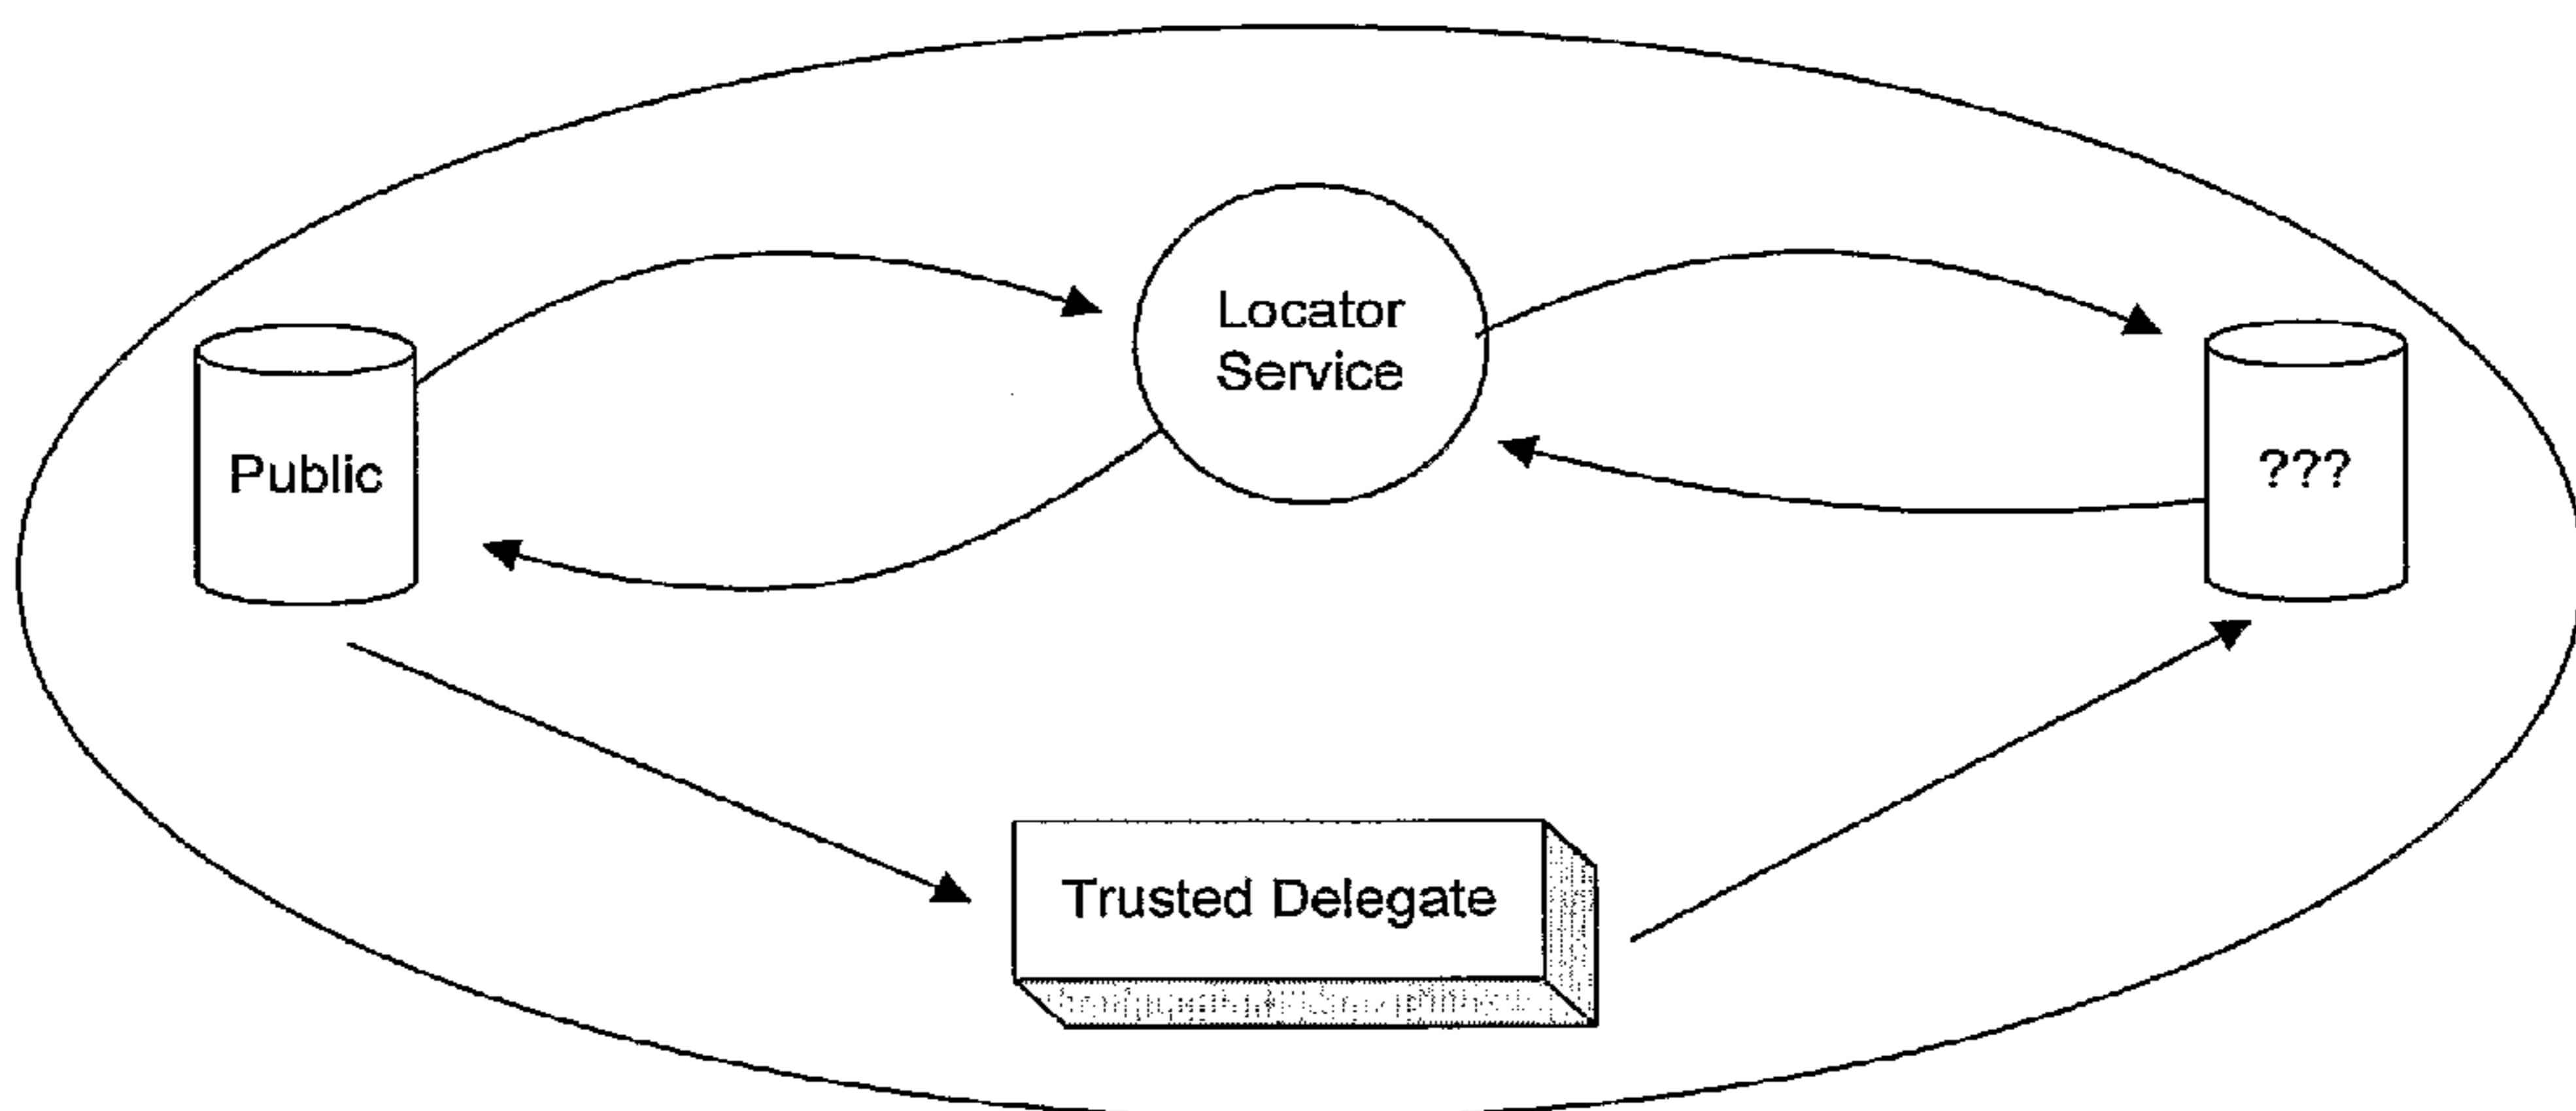 Locator
Service
Public
???
Trusted Delegate